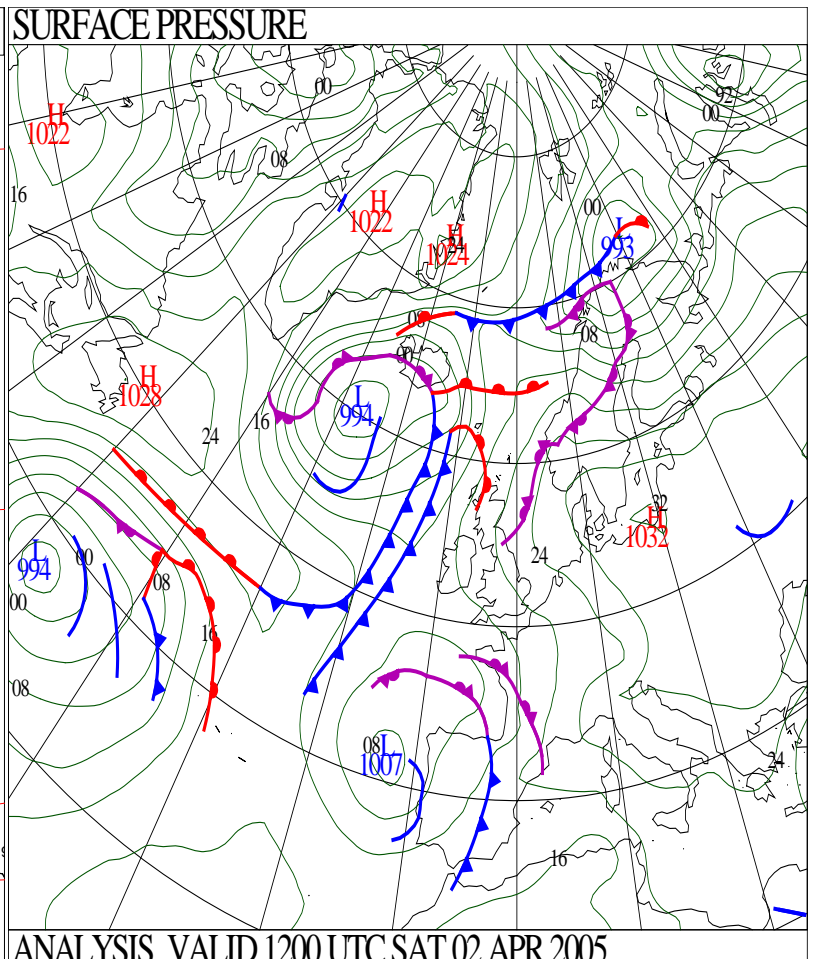 SURFACE PRESSURE
00
92
00
H
1022
08
16
H
1022
00
L
993
H
1024
08
08
00
H
1028
L
994
16
24
32
H
1032
L
994
00
24
08
00
16
08
08
L
1007
24
16
ANALYSIS VALID 1200 UTC SAT 02 APR 2005